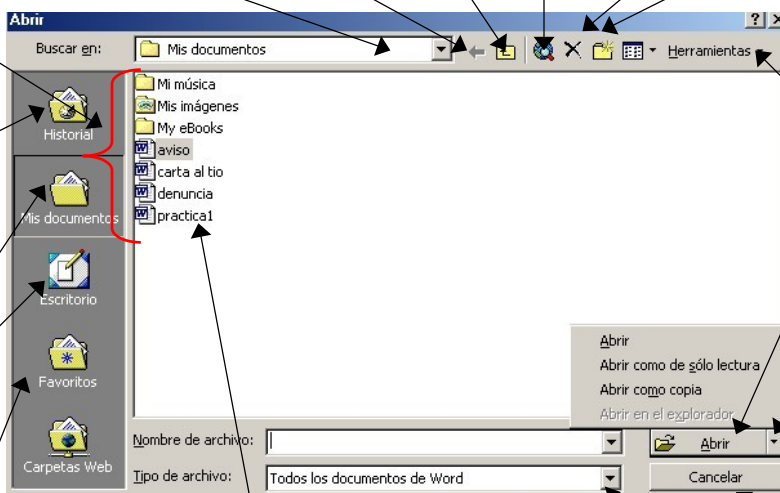 Abrir
Buscar en: Mis documentos Herramientas
Historial
Mis documentos
Escritorio
Favoritos
Carpetas Web
Mi música
Mis imágenes
My eBooks
aviso
carta al tio
denuncia
practica1
Abrir
Abrir como de sólo lectura
Abrir como copia
Abrir en el explorador
Nombre de archivo: Abrir
Tipo de archivo: Todos los documentos de Word Cancelar